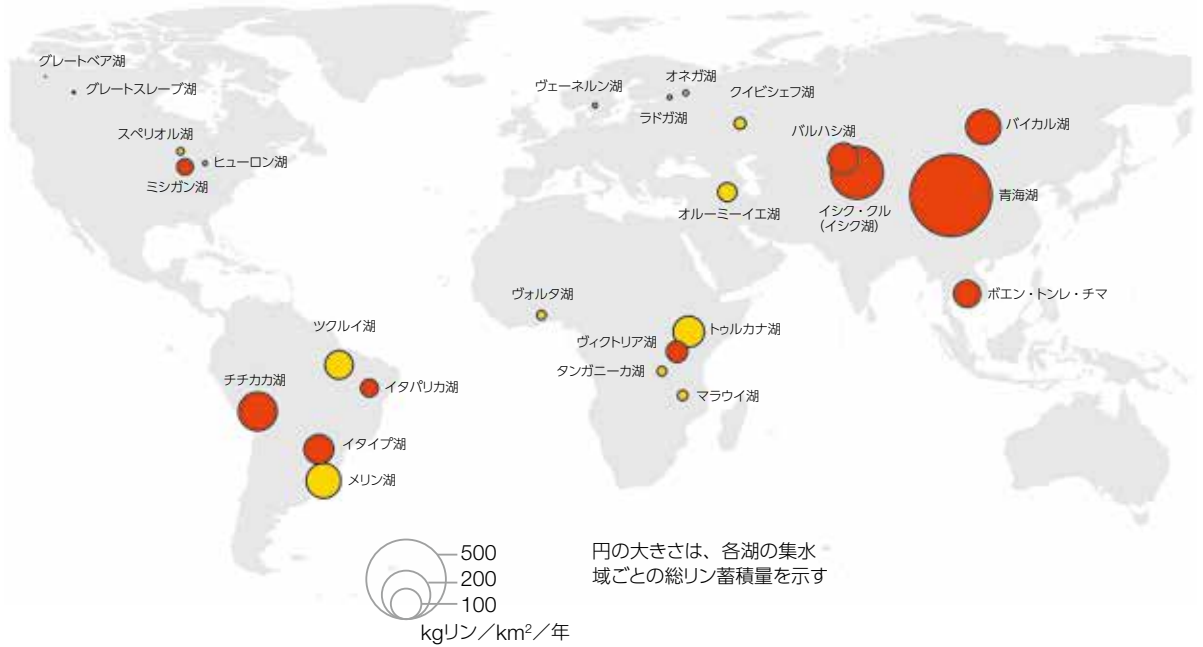 グレートベア湖
グレートスレーブ湖
スペリオル湖
ヒューロン湖
ミシガン湖
ヴェーネルン湖
オネガ湖
ラドガ湖
クイビシェフ湖
バルハシ湖
バイカル湖
オルーミーイエ湖
イシク・クル
(イシク湖)
青海湖
ボエン・トンレ・チマ
ヴォルタ湖
トゥルカナ湖
ヴィクトリア湖
タンガニーカ湖
マラウイ湖
ツクルイ湖
チチカカ湖
イタパリカ湖
イタイプ湖
メリン湖
500
200
100
kgリン／km²／年
円の大きさは、各湖の集水
域ごとの総リン蓄積量を示す